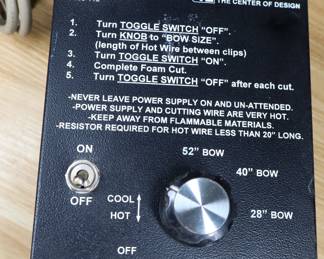 THE CENTER OF DESIGN
1. Turn TOGGLE SWITCH "OFF".
2. Turn KNOB to "BOW SIZE".
(length of Hot Wire between clips)
3. Turn TOGGLE SWITCH "ON".
4. Complete Foam Cut.
5. Turn TOGGLE SWITCH "OFF" after each cut.
-NEVER LEAVE POWER SUPPLY ON AND UN-ATTENDED.
-POWER SUPPLY AND CUTTING WIRE ARE VERY HOT.
-KEEP AWAY FROM FLAMMABLE MATERIALS.
-RESISTOR REQUIRED FOR HOT WIRE LESS THAN 20" LONG.
ON
52" BOW
40" BOW
OFF
COOL
HOT
28" BOW
OFF